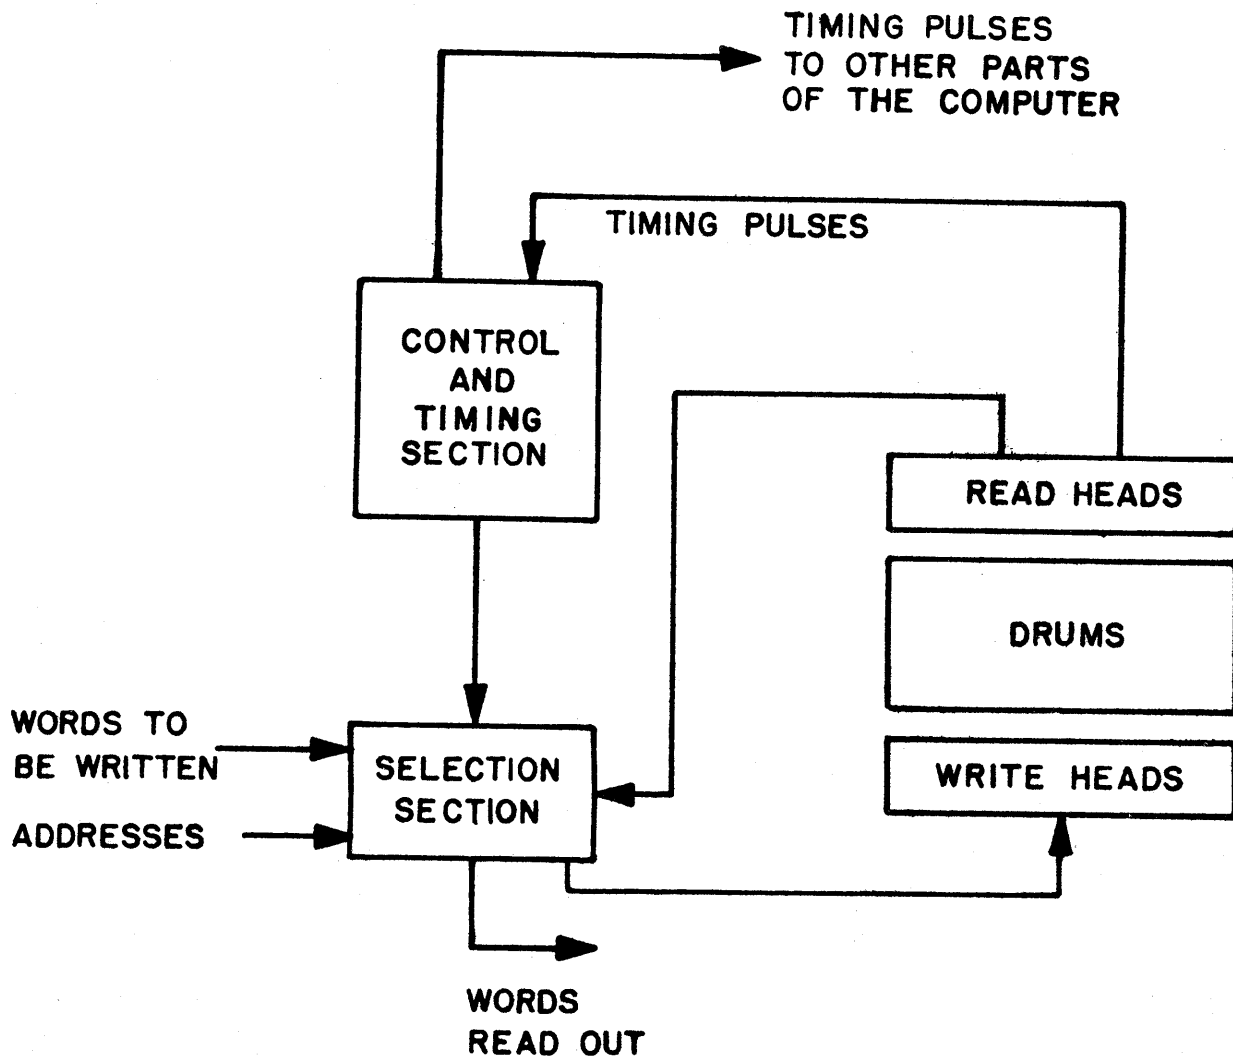 TIMING PULSES
TO OTHER PARTS
OF THE COMPUTER
TIMING PULSES
CONTROL
AND
TIMING
SECTION
READ HEADS
DRUMS
WRITE HEADS
WORDS TO
BE WRITTEN
ADDRESSES
SELECTION
SECTION
WORDS
READ OUT